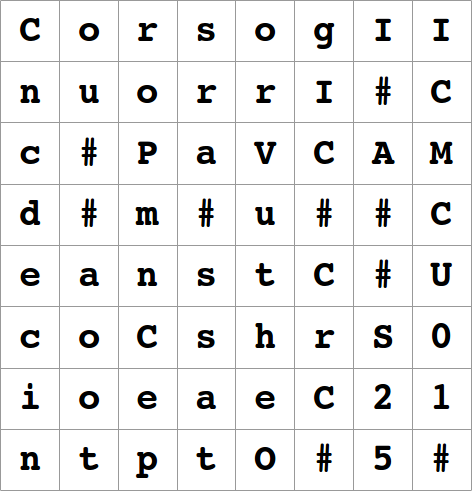 C o r s o g I I
n u o r r I # C
c # P a V C A M
d # m # u # # C
e a n s t C # U
c o C s h r S 0
i o e a e C 2 1
n t p t O # 5 #